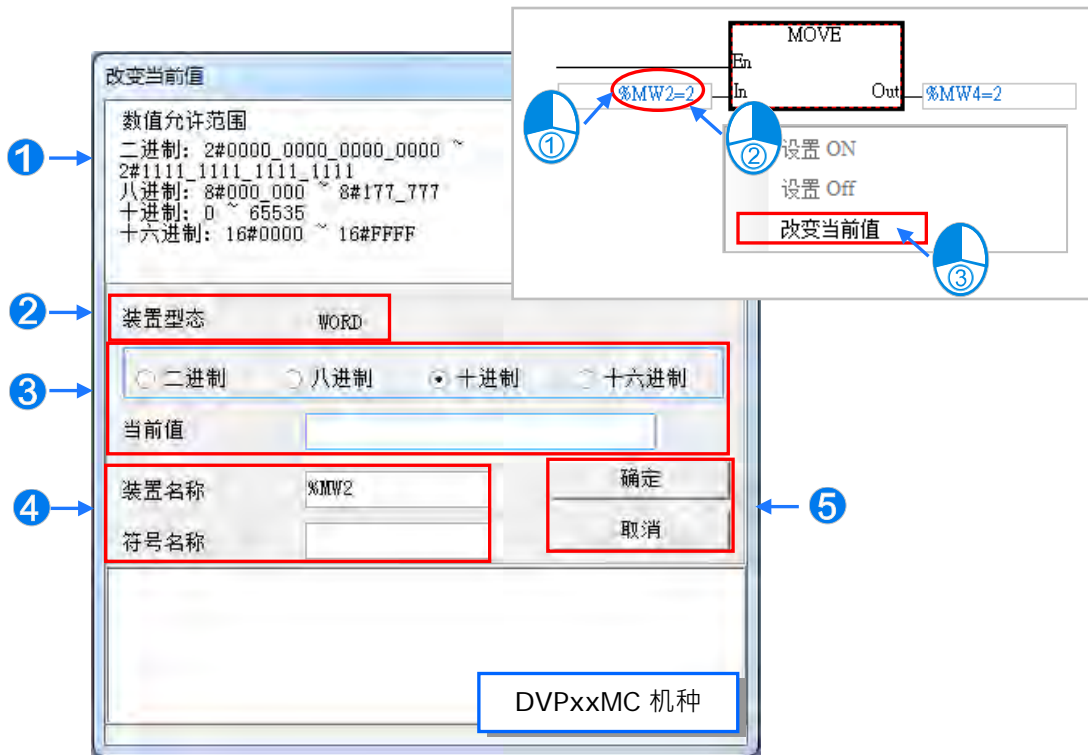 改变当前值
数值允许范围
二进制: 2#0000_0000_0000_0000 ~
2#1111_1111_1111_1111
八进制: 8#000_000 ~ 8#177_777
十进制: 0 ~ 65535
十六进制: 16#0000 ~ 16#FFFF
MOVE
En
%MW2=2
In
Out
%MW4=2
①
②
③
设置 ON
设置 Off
改变当前值
1
2
装置型态 WORD
3
二进制 八进制 十进制 十六进制
当前值
4
装置名称 %MW2
符号名称
确定
取消
5
DVPxxMC 机种